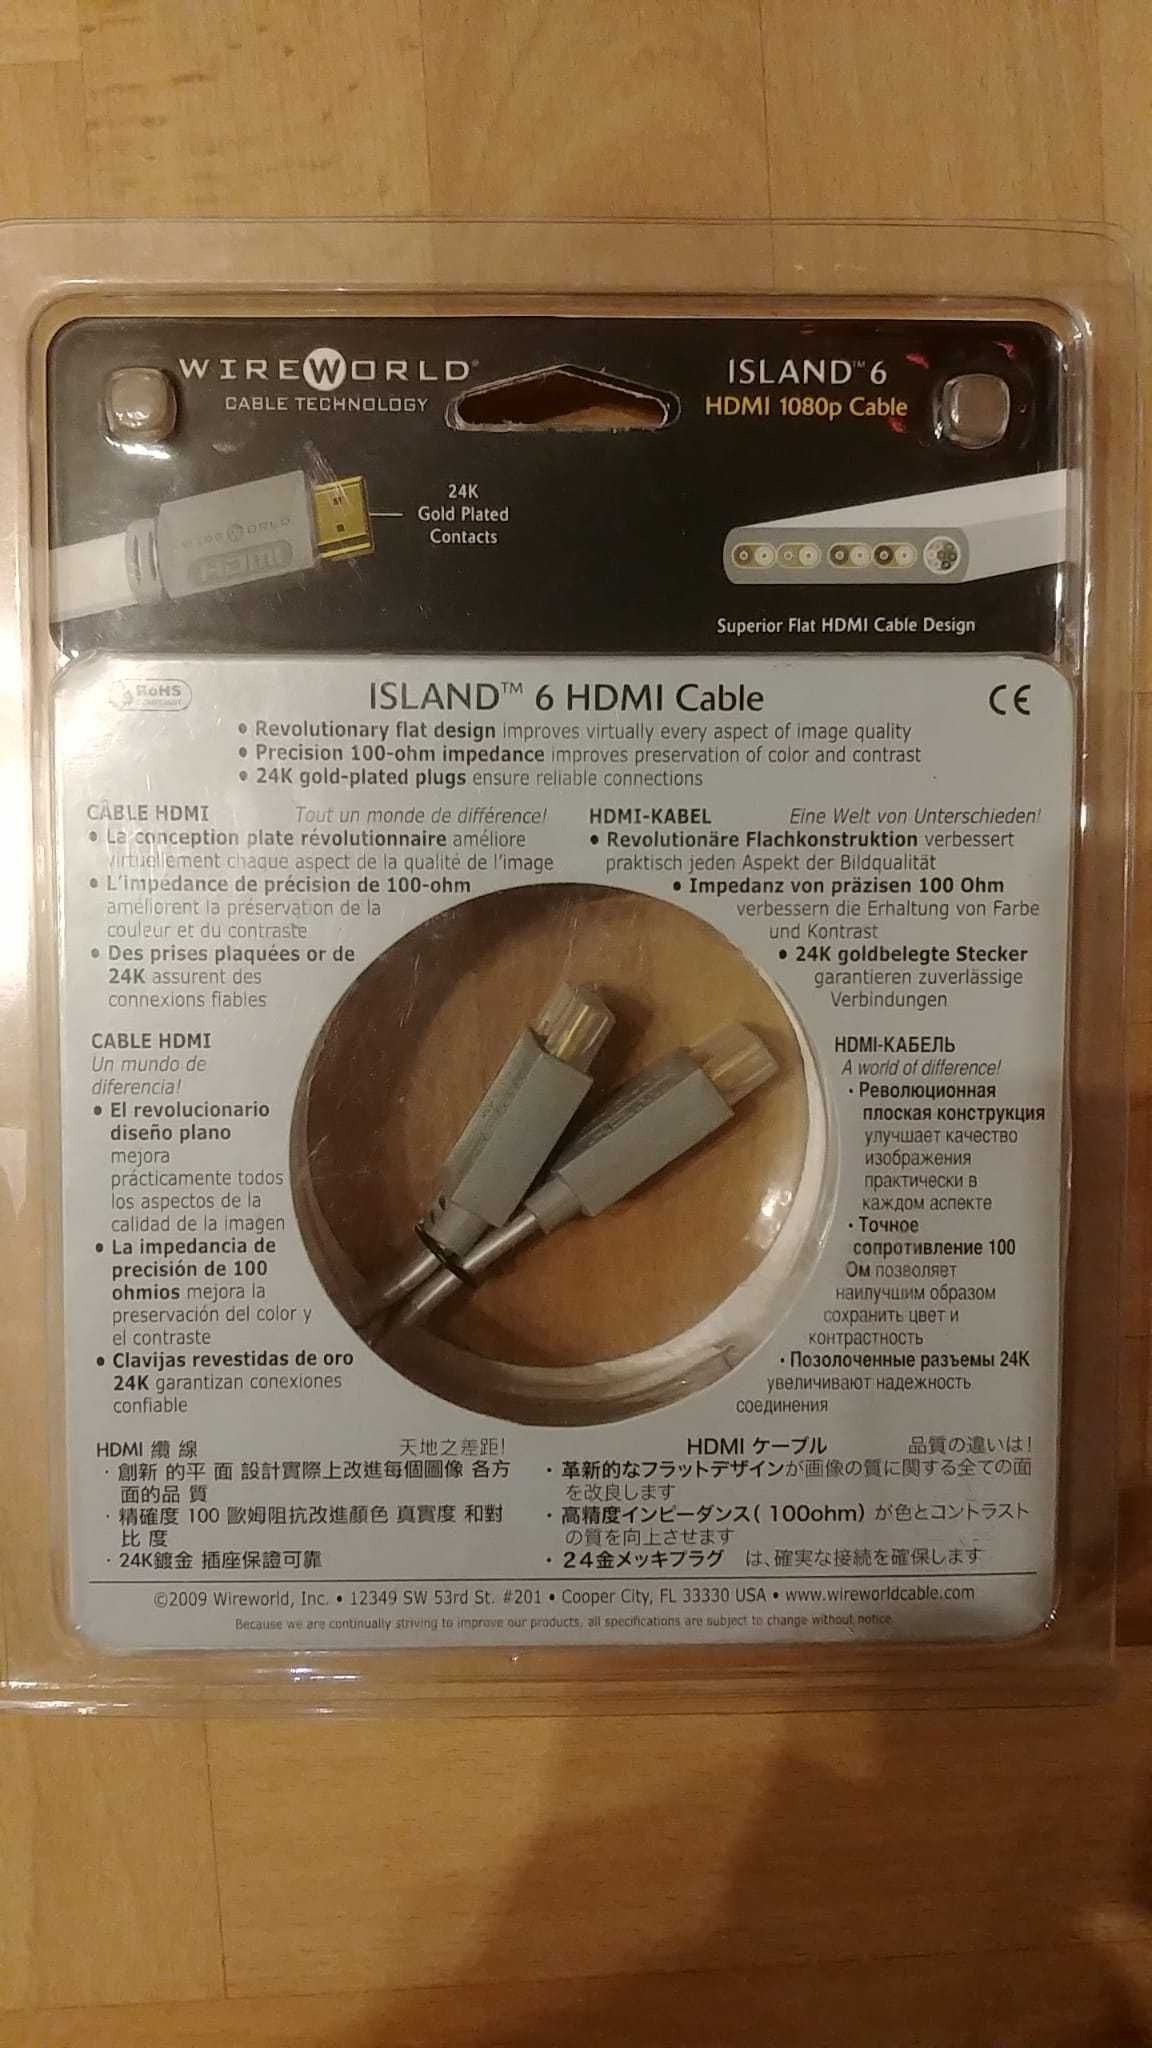 WIREWORLD®
CABLE TECHNOLOGY
ISLAND™ 6
HDMI 1080p Cable
24K
Gold Plated
Contacts
WIREWORLD
HDMI
Superior Flat HDMI Cable Design
RoHS
COMPLIANT
ISLAND™ 6 HDMI Cable
CE
• Revolutionary flat design improves virtually every aspect of image quality
• Precision 100-ohm impedance improves preservation of color and contrast
• 24K gold-plated plugs ensure reliable connections
CÂBLE HDMI Tout un monde de différence!
• La conception plate révolutionnaire améliore
virtuellement chaque aspect de la qualité de l'image
• L'impédance de précision de 100-ohm
améliorent la préservation de la
couleur et du contraste
• Des prises plaquées or de
24K assurent des
connexions fiables
HDMI-KABEL Eine Welt von Unterschieden!
• Revolutionäre Flachkonstruktion verbessert
praktisch jeden Aspekt der Bildqualität
• Impedanz von präzisen 100 Ohm
verbessern die Erhaltung von Farbe
und Kontrast
• 24K goldbelegte Stecker
garantieren zuverlässige
Verbindungen
CABLE HDMI
Un mundo de
diferencia!
• El revolucionario
diseño plano
mejora
prácticamente todos
los aspectos de la
calidad de la imagen
• La impedancia de
precisión de 100
ohmios mejora la
preservación del color y
el contraste
• Clavijas revestidas de oro
24K garantizan conexiones
confiable
HDMI-КАБЕЛЬ
A world of difference!
· Революционная
плоская конструкция
улучшает качество
изображения
практически в
каждом аспекте
· Точное
сопротивление 100
Ом позволяет
наилучшим образом
сохранить цвет и
контрастность
· Позолоченные разъемы 24K
увеличивают надежность
соединения
HDMI 纜 線 天地之差距!
· 創新 的平 面 設計實際上改進每個圖像 各方
面的品 質
· 精確度 100 歐姆阻抗改進顏色 真實度 和對
比 度
· 24K鍍金 插座保證可靠
HDMI ケーブル 品質の違いは!
· 革新的なフラットデザインが画像の質に関する全ての面
を改良します
· 高精度インピーダンス( 100ohm) が色とコントラスト
の質を向上させます
· 24金メッキプラグ は、確実な接続を確保します
©2009 Wireworld, Inc. • 12349 SW 53rd St. #201 • Cooper City, FL 33330 USA • www.wireworldcable.com
Because we are continually striving to improve our products, all specifications are subject to change without notice.